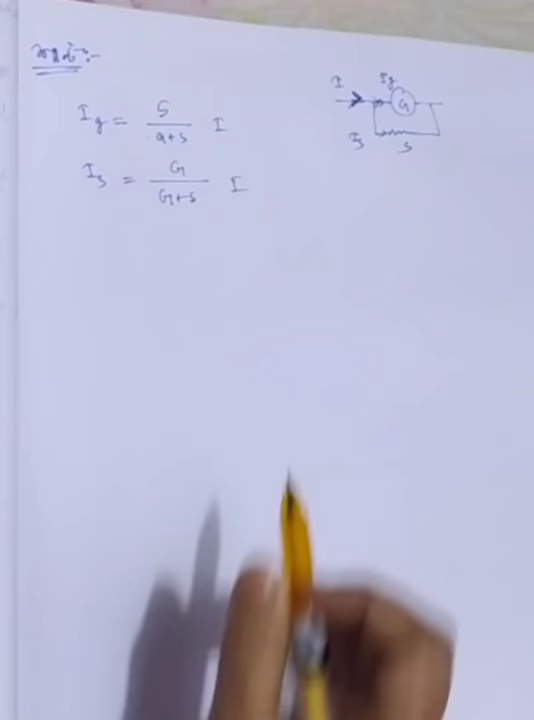 I I_g
I_g = S/(G+S) I
G
I_s S
I_s = G/(G+S) I